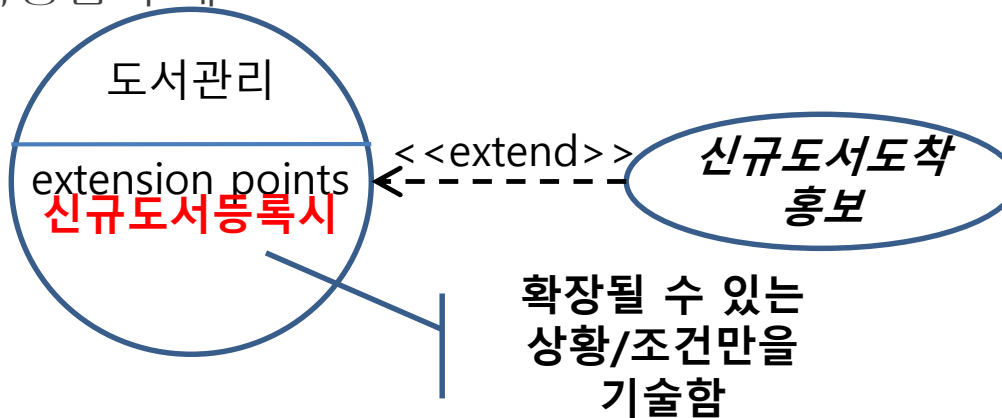 도서관리
extension points
신규도서등록시
<<extend>>
신규도서도착
홍보
확장될 수 있는
상황/조건만을
기술함